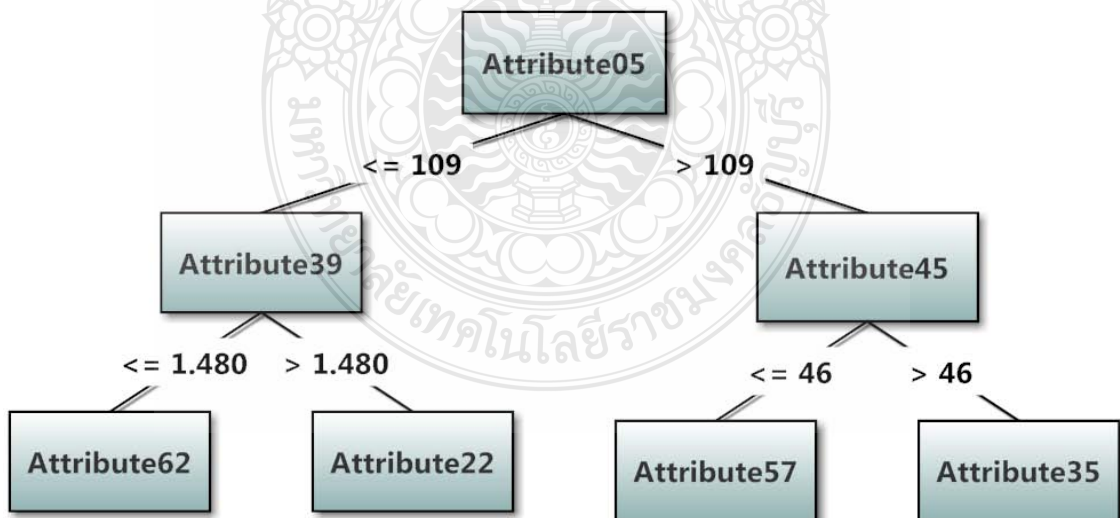 Attribute05
<= 109
> 109
Attribute39
Attribute45
<= 1.480
> 1.480
<= 46
> 46
Attribute62
Attribute22
Attribute57
Attribute35